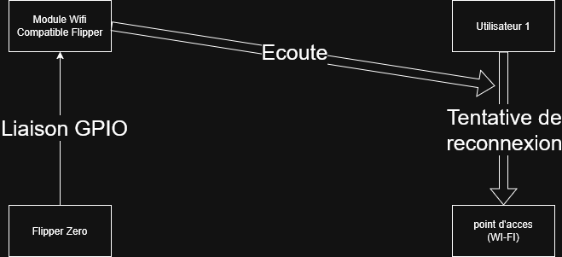 Module Wifi
Compatible Flipper
Utilisateur 1
Ecoute
Liaison GPIO
Tentative de
reconnexion
Flipper Zero
point d'acces
(WI-FI)